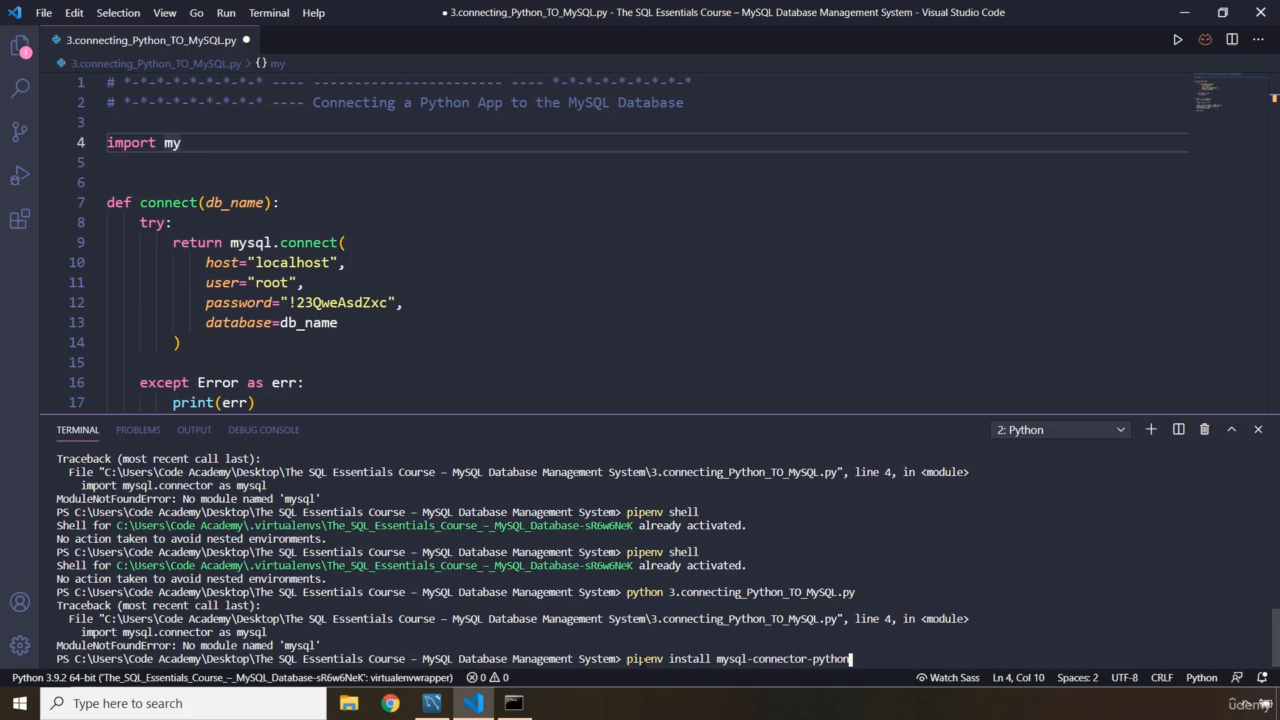 File Edit Selection View Go Run Terminal Help
● 3.connecting_Python_TO_MySQL.py - The SQL Essentials Course – MySQL Database Management System - Visual Studio Code
3.connecting_Python_TO_MySQL.py ●
3.connecting_Python_TO_MySQL.py > {} my
1 # *-*-*-*-*-*-*-* ---- ----------------------- ---- *-*-*-*-*-*-*-*
2 # *-*-*-*-*-*-*-* ---- Connecting a Python App to the MySQL Database
3
4 import my
5
6
7 def connect(db_name):
8 try:
9 return mysql.connect(
10 host="localhost",
11 user="root",
12 password="!23QweAsdZxc",
13 database=db_name
14 )
15
16 except Error as err:
17 print(err)
1
TERMINAL PROBLEMS OUTPUT DEBUG CONSOLE 2: Python
Traceback (most recent call last):
File "C:\Users\Code Academy\Desktop\The SQL Essentials Course – MySQL Database Management System\3.connecting_Python_TO_MySQL.py", line 4, in <module>
import mysql.connector as mysql
ModuleNotFoundError: No module named 'mysql'
PS C:\Users\Code Academy\Desktop\The SQL Essentials Course – MySQL Database Management System> pipenv shell
Shell for C:\Users\Code Academy\.virtualenvs\The_SQL_Essentials_Course_–_MySQL_Database-sR6w6NeK already activated.
No action taken to avoid nested environments.
PS C:\Users\Code Academy\Desktop\The SQL Essentials Course – MySQL Database Management System> pipenv shell
Shell for C:\Users\Code Academy\.virtualenvs\The_SQL_Essentials_Course_–_MySQL_Database-sR6w6NeK already activated.
No action taken to avoid nested environments.
PS C:\Users\Code Academy\Desktop\The SQL Essentials Course – MySQL Database Management System> python 3.connecting_Python_TO_MySQL.py
Traceback (most recent call last):
File "C:\Users\Code Academy\Desktop\The SQL Essentials Course – MySQL Database Management System\3.connecting_Python_TO_MySQL.py", line 4, in <module>
import mysql.connector as mysql
ModuleNotFoundError: No module named 'mysql'
PS C:\Users\Code Academy\Desktop\The SQL Essentials Course – MySQL Database Management System> pipenv install mysql-connector-python
Python 3.9.2 64-bit ('The_SQL_Essentials_Course_–_MySQL_Database-sR6w6NeK': virtualenvwrapper) 0 0 Watch Sass Ln 4, Col 10 Spaces: 2 UTF-8 CRLF Python
Type here to search
udemy